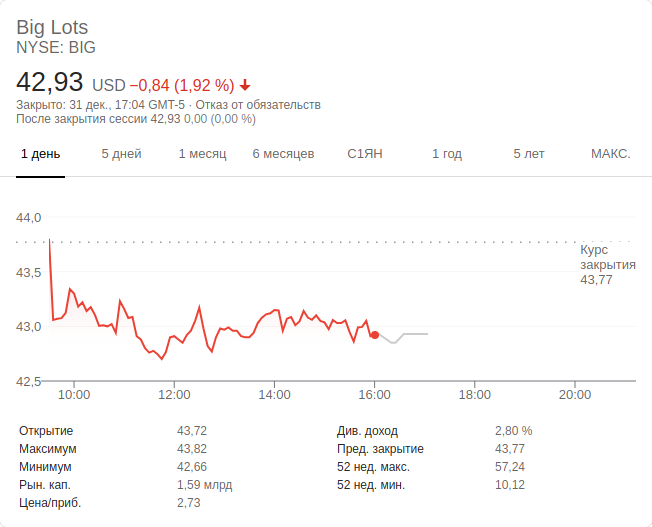 Big Lots
NYSE: BIG
42,93 USD −0,84 (1,92 %)
Закрыто: 31 дек., 17:04 GMT-5 · Отказ от обязательств
После закрытия сессии 42,93 0,00 (0,00 %)
1 день 5 дней 1 месяц 6 месяцев С1ЯН 1 год 5 лет МАКС.
44,0
Курс
закрытия
43,77
43,5
43,0
42,5
10:00 12:00 14:00 16:00 18:00 20:00
Открытие 43,72 Див. доход 2,80 %
Максимум 43,82 Пред. закрытие 43,77
Минимум 42,66 52 нед. макс. 57,24
Рын. кап. 1,59 млрд 52 нед. мин. 10,12
Цена/приб. 2,73